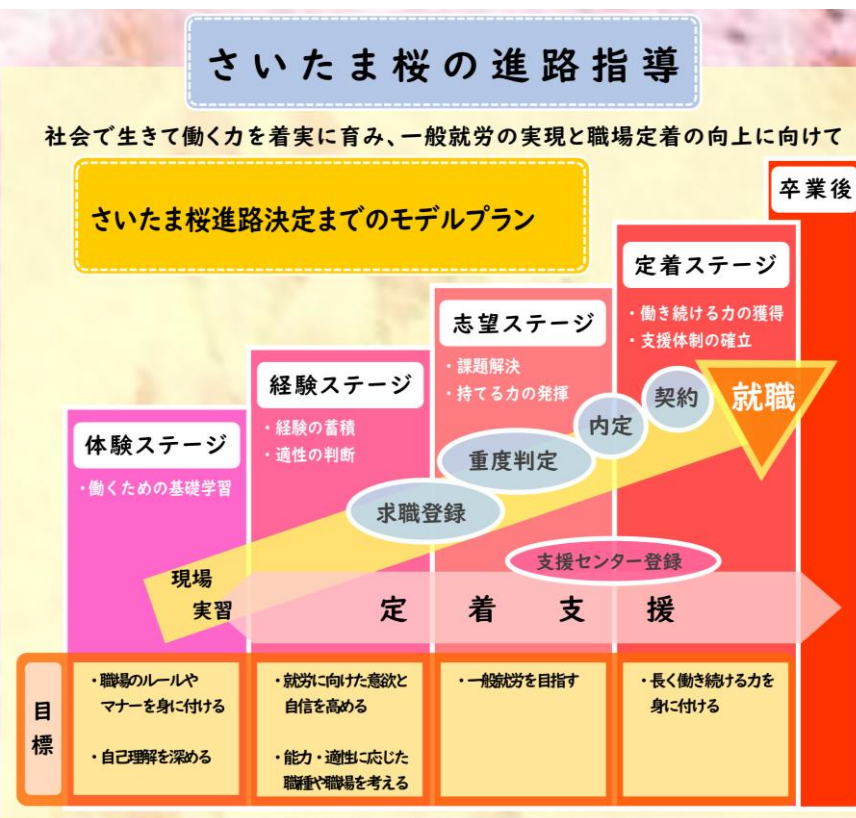 さいたま桜の進路指導
社会で生きて働く力を着実に育み、一般就労の実現と職場定着の向上に向けて
さいたま桜進路決定までのモデルプラン
卒業後
定着ステージ
・働き続ける力の獲得
・支援体制の確立
志望ステージ
・課題解決
・持てる力の発揮
経験ステージ
・経験の蓄積
・適性の判断
体験ステージ
・働くための基礎学習
就職
契約
内定
重度判定
求職登録
支援センター登録
現場
実習
定着支援
目標
・職場のルールや
マナーを身に付ける
・自己理解を深める
・就労に向けた意欲と
自信を高める
・能力・適性に応じた
職種や職場を考える
・一般就労を目指す
・長く働き続ける力を
身に付ける